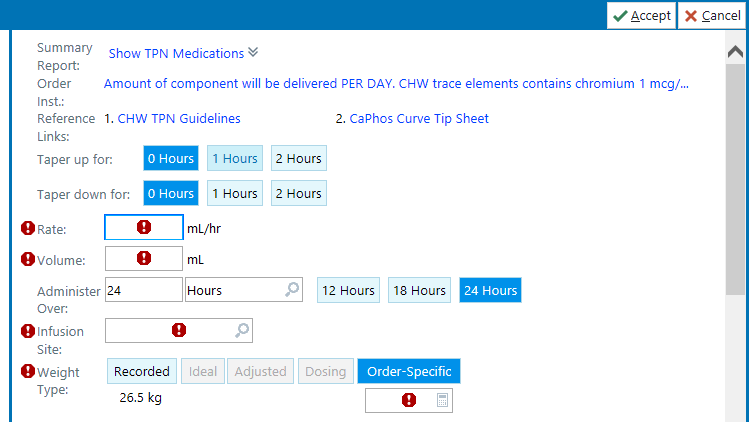 Accept Cancel
Summary Report: Show TPN Medications
Order Inst.: Amount of component will be delivered PER DAY. CHW trace elements contains chromium 1 mcg/...
Reference Links: 1. CHW TPN Guidelines 2. CaPhos Curve Tip Sheet
Taper up for: 0 Hours 1 Hours 2 Hours
Taper down for: 0 Hours 1 Hours 2 Hours
Rate: mL/hr
Volume: mL
Administer Over: 24 Hours 12 Hours 18 Hours 24 Hours
Infusion Site:
Weight Type: Recorded Ideal Adjusted Dosing Order-Specific
26.5 kg